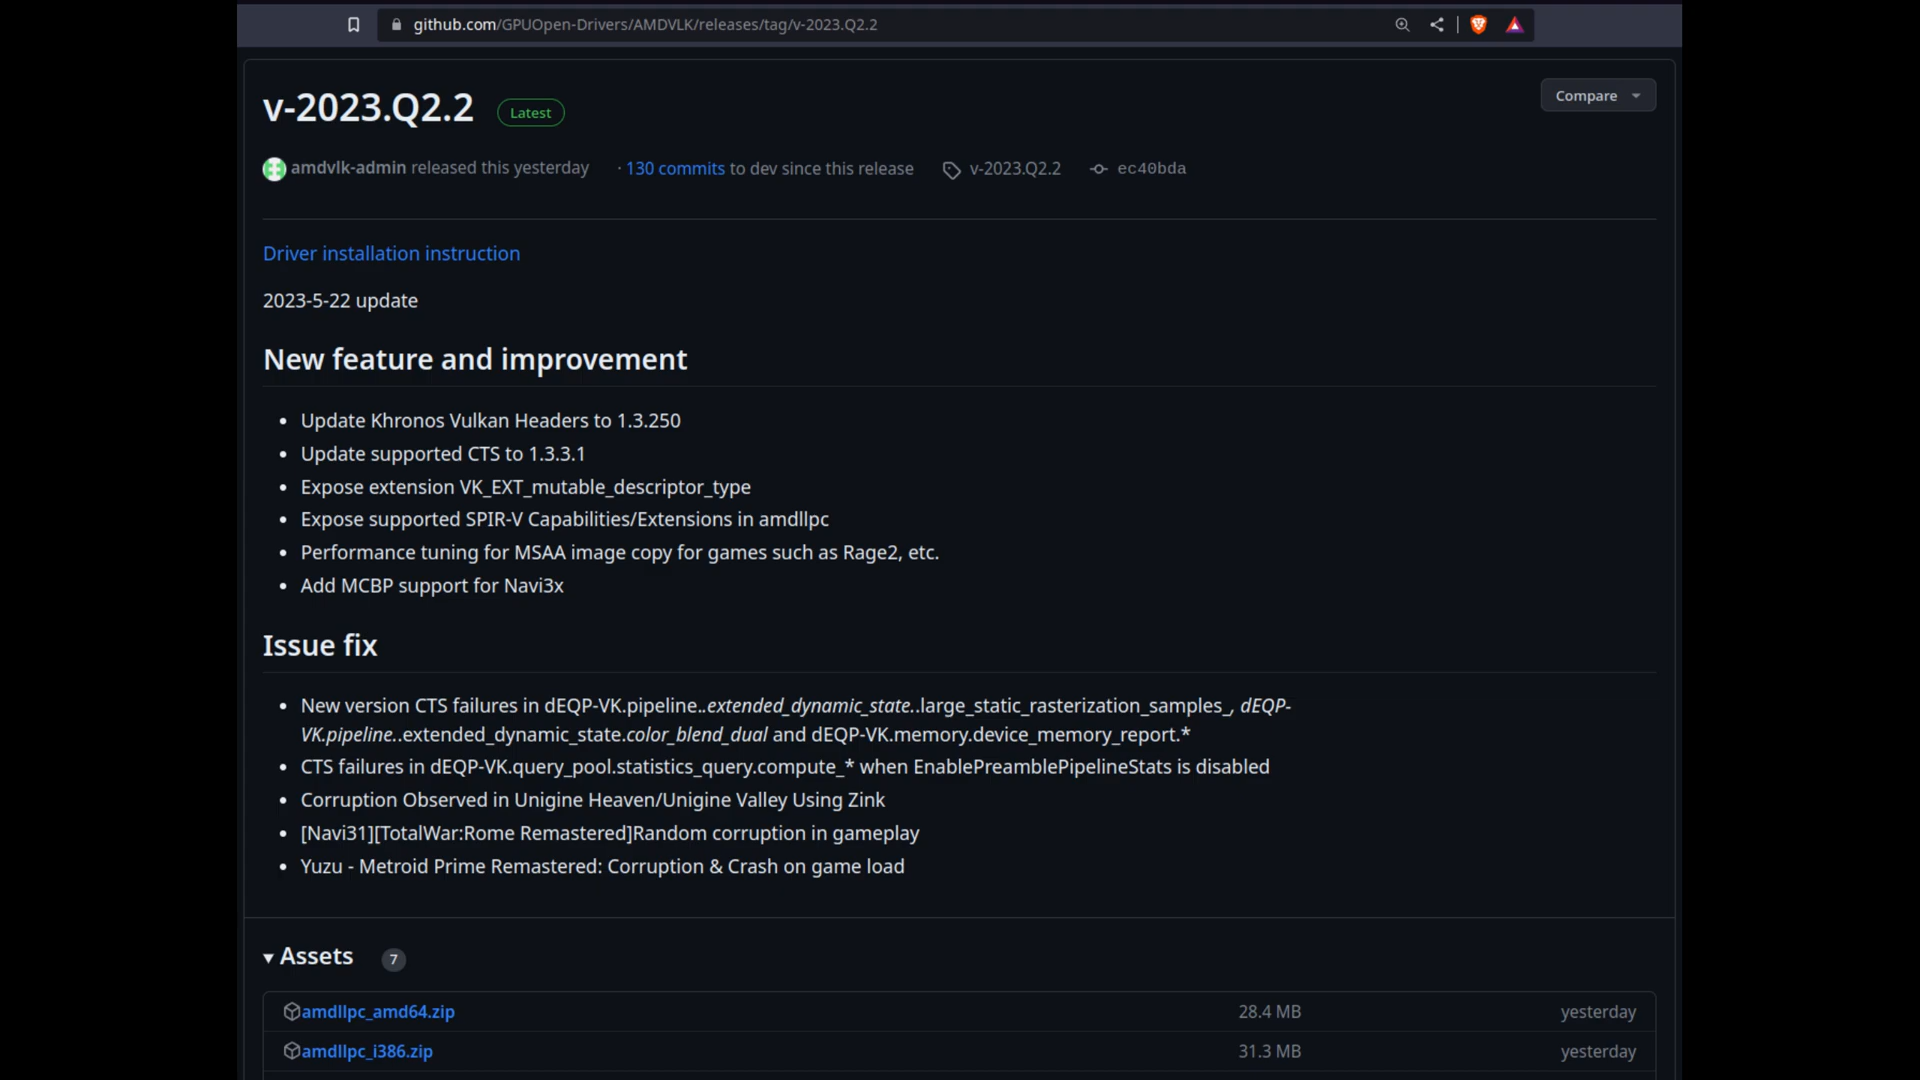 github.com/GPUOpen-Drivers/AMDVLK/releases/tag/v-2023.Q2.2
v-2023.Q2.2 Latest
Compare
amdvlk-admin released this yesterday · 130 commits to dev since this release v-2023.Q2.2 ec40bda
Driver installation instruction
2023-5-22 update
New feature and improvement
• Update Khronos Vulkan Headers to 1.3.250
• Update supported CTS to 1.3.3.1
• Expose extension VK_EXT_mutable_descriptor_type
• Expose supported SPIR-V Capabilities/Extensions in amdllpc
• Performance tuning for MSAA image copy for games such as Rage2, etc.
• Add MCBP support for Navi3x
Issue fix
• New version CTS failures in dEQP-VK.pipeline..extended_dynamic_state..large_static_rasterization_samples_, dEQP-
VK.pipeline..extended_dynamic_state.color_blend_dual and dEQP-VK.memory.device_memory_report.*
• CTS failures in dEQP-VK.query_pool.statistics_query.compute_* when EnablePreamblePipelineStats is disabled
• Corruption Observed in Unigine Heaven/Unigine Valley Using Zink
• [Navi31][TotalWar:Rome Remastered]Random corruption in gameplay
• Yuzu - Metroid Prime Remastered: Corruption & Crash on game load
Assets 7
amdllpc_amd64.zip 28.4 MB yesterday
amdllpc_i386.zip 31.3 MB yesterday